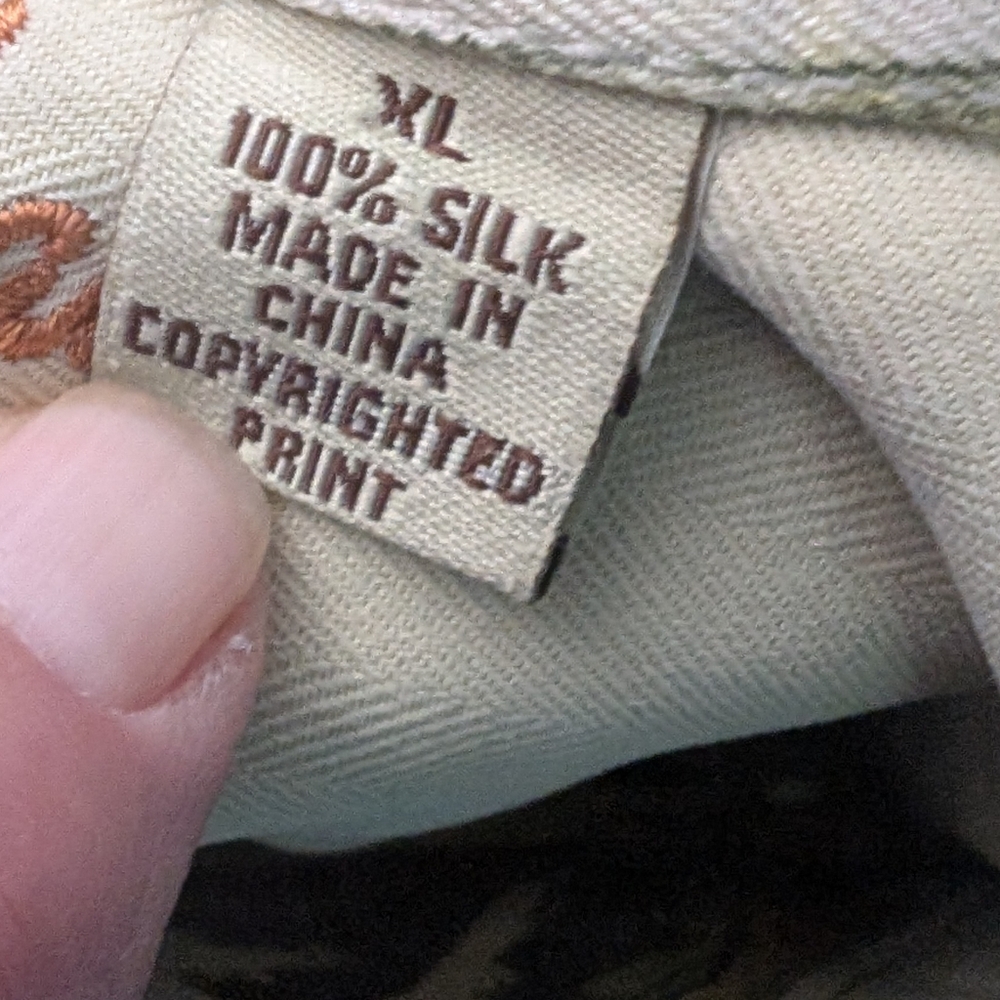 XL
100% SILK
MADE IN
CHINA
COPYRIGHTED
PRINT